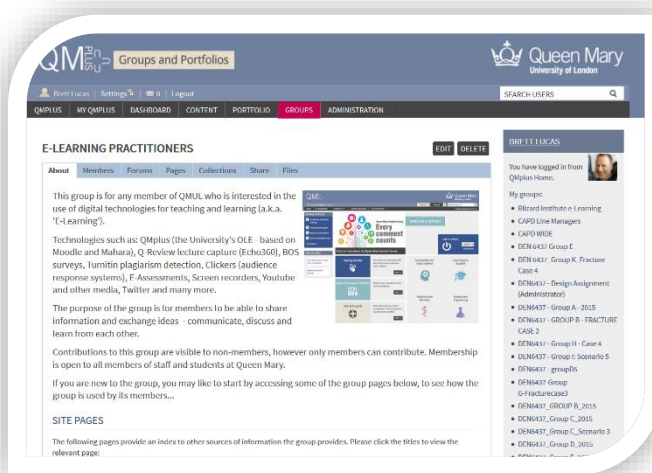 QM PLUS Groups and Portfolios
Queen Mary
University of London
Brett Lucas | Settings | 0 | Logout
SEARCH USERS
QMPLUS MY QMPLUS DASHBOARD CONTENT PORTFOLIO GROUPS ADMINISTRATION
E-LEARNING PRACTITIONERS
EDIT DELETE
About Members Forums Pages Collections Share Files
This group is for any member of QMUL who is interested in the
use of digital technologies for teaching and learning (a.k.a.
'E-Learning').
Technologies such as: QMplus (the University's OLE - based on
Moodle and Mahara), Q-Review lecture capture (Echo360), BOS
surveys, Turnitin plagiarism detection, Clickers (audience
response systems), E-Assessments, Screen recorders, Youtube
and other media, Twitter and many more.
The purpose of the group is for members to be able to share
information and exchange ideas - communicate, discuss and
learn from each other.
Contributions to this group are visible to non-members, however only members can contribute. Membership
is open to all members of staff and students at Queen Mary.
If you are new to the group, you may like to start by accessing some of the group pages below, to see how the
group is used by its members...
SITE PAGES
The following pages provide an index to other sources of information the group provides. Please click the titles to view the
relevant page:
Every
comment
counts
BRETT LUCAS
You have logged in from
QMplus Home.
My groups:
Blizard Institute e-Learning
CAPD Line Managers
CAPD WIDE
DEN 6437 Group E
DEN 6437_Group K_Fracture
Case 4
DEN6437 - Design Assignment
(Administrator)
DEN6437 - Group A - 2015
DEN6437 - GROUP B - FRACTURE
CASE 2
DEN6437 - Group H - Case 4
DEN6437 - Group I: Scenario 5
DEN6437 - groupDs
DEN6437 Group
G-Fracturecase3
DEN6437_GROUP B_2015
DEN6437_Group C_2015
DEN6437_Group C_Scenario 3
DEN6437_Group D_2015